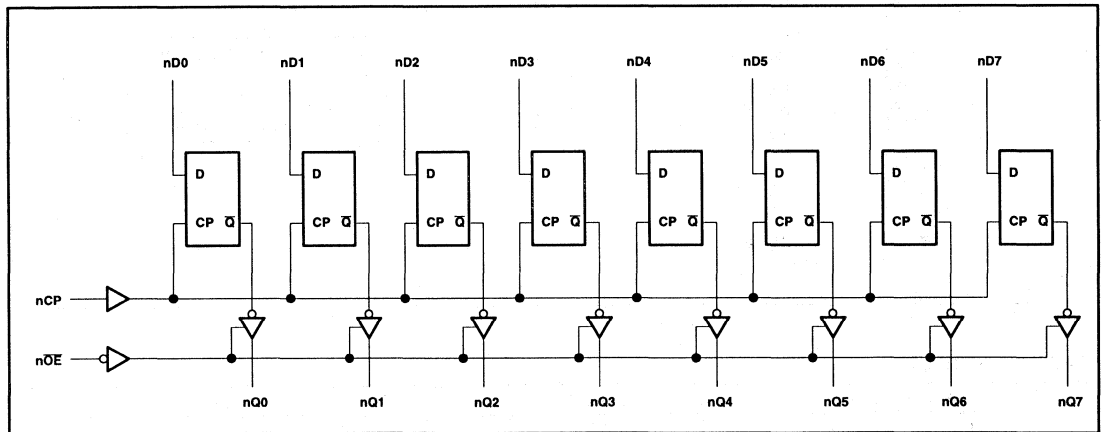 nD0 nD1 nD2 nD3 nD4 nD5 nD6 nD7
D D D D D D D D
CP Q̅ CP Q̅ CP Q̅ CP Q̅ CP Q̅ CP Q̅ CP Q̅ CP Q̅
nCP
nO̅E̅
nQ0 nQ1 nQ2 nQ3 nQ4 nQ5 nQ6 nQ7